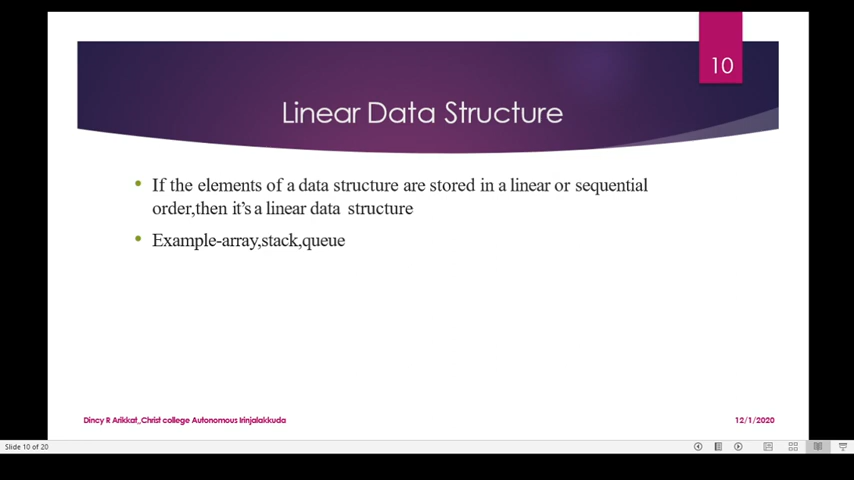 10
Linear Data Structure
If the elements of a data structure are stored in a linear or sequential
order,then it's a linear data structure
Example-array,stack,queue
Dincy R Arikkat_Christ college Autonomous Irinjalakkuda
12/1/2020
Slide 10 of 20